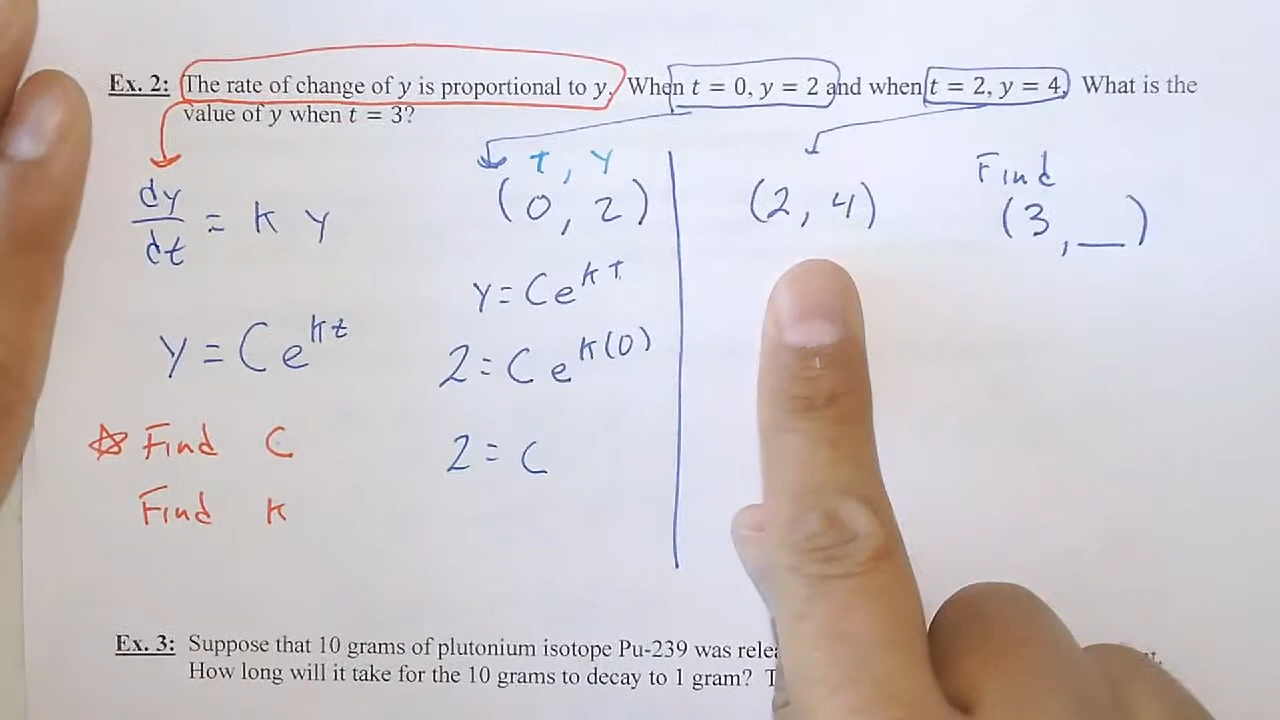 Ex. 2: The rate of change of y is proportional to y. When t = 0, y = 2 and when t = 2, y = 4. What is the
value of y when t = 3?
dy/dt = K y
y = Ce^kt
☆ Find C
Find K
T, Y
(0, 2)
Y = Ce^kT
2 = Ce^k(0)
2 = C
(2, 4)
Find
(3, __)
Ex. 3: Suppose that 10 grams of plutonium isotope Pu-239 was
How long will it take for the 10 grams to decay to 1 gram?